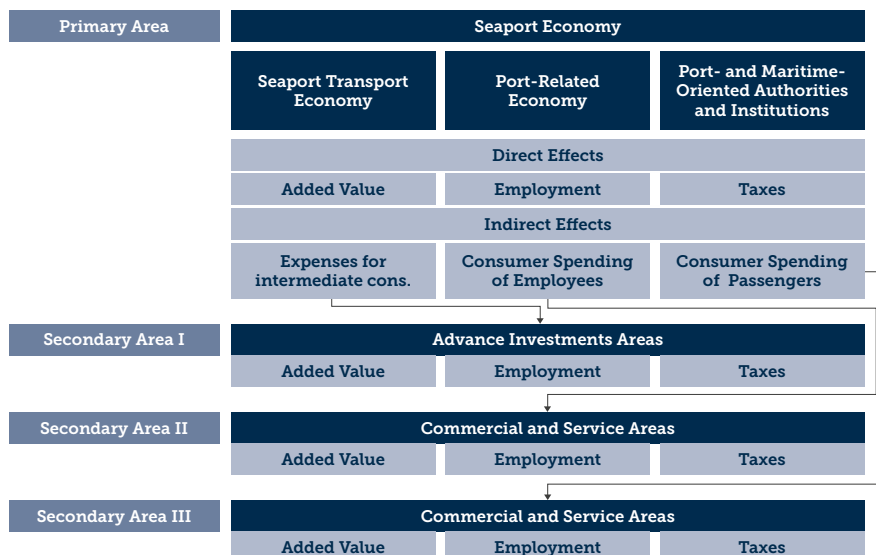 Primary Area
Seaport Economy
Seaport Transport
Economy
Port-Related
Economy
Port- and Maritime-
Oriented Authorities
and Institutions
Direct Effects
Added Value
Employment
Taxes
Indirect Effects
Expenses for
intermediate cons.
Consumer Spending
of Employees
Consumer Spending
of Passengers
Secondary Area I
Advance Investments Areas
Added Value
Employment
Taxes
Secondary Area II
Commercial and Service Areas
Added Value
Employment
Taxes
Secondary Area III
Commercial and Service Areas
Added Value
Employment
Taxes